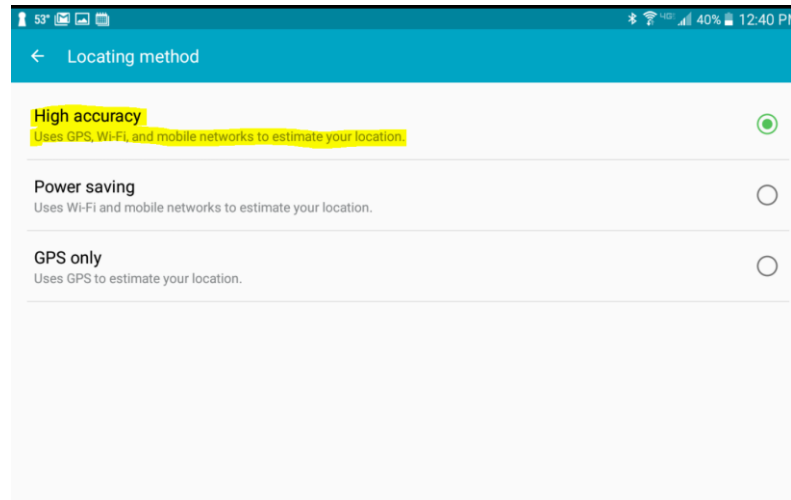 53° 4G 40% 12:40 PM
Locating method
High accuracy
Uses GPS, Wi-Fi, and mobile networks to estimate your location.
Power saving
Uses Wi-Fi and mobile networks to estimate your location.
GPS only
Uses GPS to estimate your location.